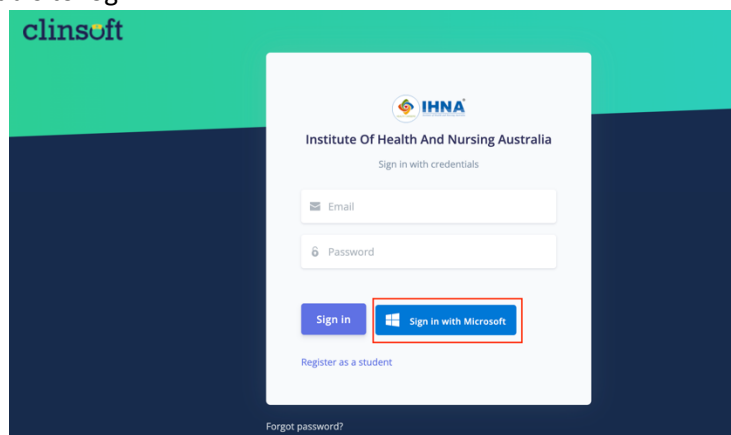 clinsoft
IHNA
Institute Of Health And Nursing Australia
Sign in with credentials
Email
Password
Sign in
Sign in with Microsoft
Register as a student
Forgot password?